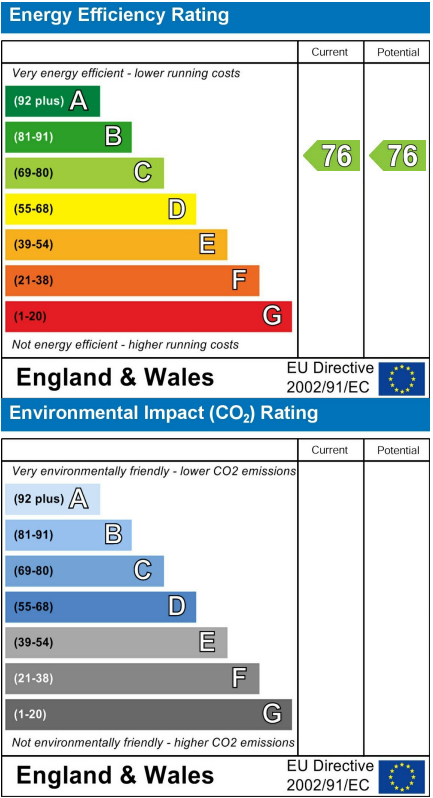 Energy Efficiency Rating
Current Potential
Very energy efficient - lower running costs
(92 plus) A
(81-91) B
(69-80) C
76 76
(55-68) D
(39-54) E
(21-38) F
(1-20) G
Not energy efficient - higher running costs
England & Wales
EU Directive
2002/91/EC
Environmental Impact (CO₂) Rating
Current Potential
Very environmentally friendly - lower CO2 emissions
(92 plus) A
(81-91) B
(69-80) C
(55-68) D
(39-54) E
(21-38) F
(1-20) G
Not environmentally friendly - higher CO2 emissions
England & Wales
EU Directive
2002/91/EC